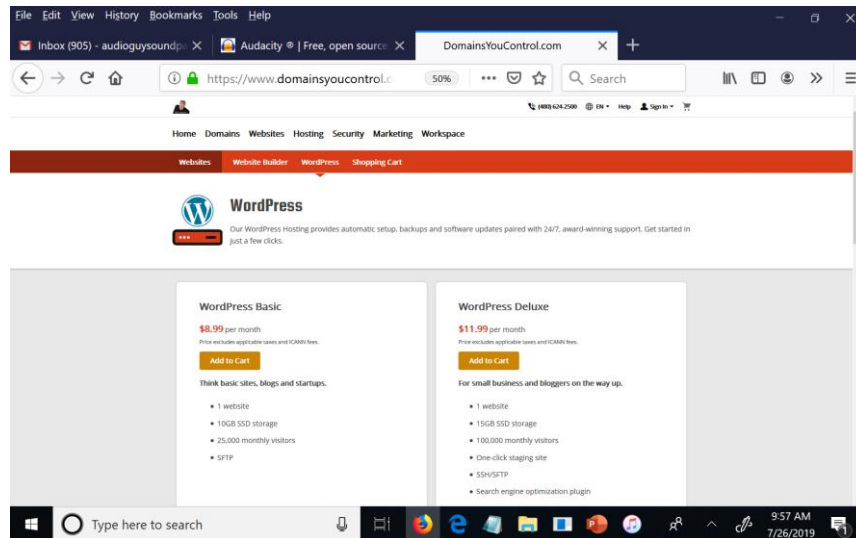 File Edit View History Bookmarks Tools Help
Inbox (905) - audioguysoundpa
Audacity ® | Free, open source
DomainsYouControl.com
https://www.domainsyoucontrol.c
50%
Search
(480) 624-2500 EN Help Sign In
Home Domains Websites Hosting Security Marketing Workspace
Websites Website Builder WordPress Shopping Cart
WordPress
Our WordPress Hosting provides automatic setup, backups and software updates paired with 24/7, award-winning support. Get started in
just a few clicks.
WordPress Basic
$8.99 per month
Price excludes applicable taxes and ICANN fees.
Add to Cart
Think basic sites, blogs and startups.
• 1 website
• 10GB SSD storage
• 25,000 monthly visitors
• SFTP
WordPress Deluxe
$11.99 per month
Price excludes applicable taxes and ICANN fees.
Add to Cart
For small business and bloggers on the way up.
• 1 website
• 15GB SSD storage
• 100,000 monthly visitors
• One-click staging site
• SSH/SFTP
• Search engine optimization plugin
Type here to search
9:57 AM
7/26/2019
1